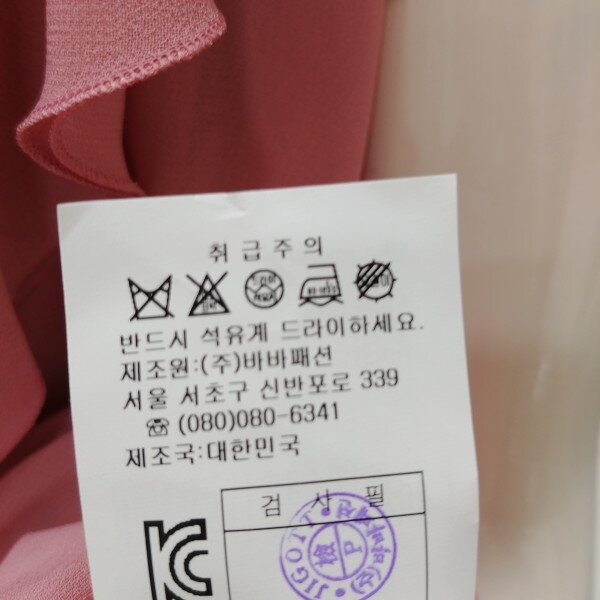 취급주의
반드시 석유계 드라이하세요.
제조원:(주)바바패션
서울 서초구 신반포로 339
☎ (080)080-6341
제조국:대한민국
검 사 필
JIGOTT
檢 P